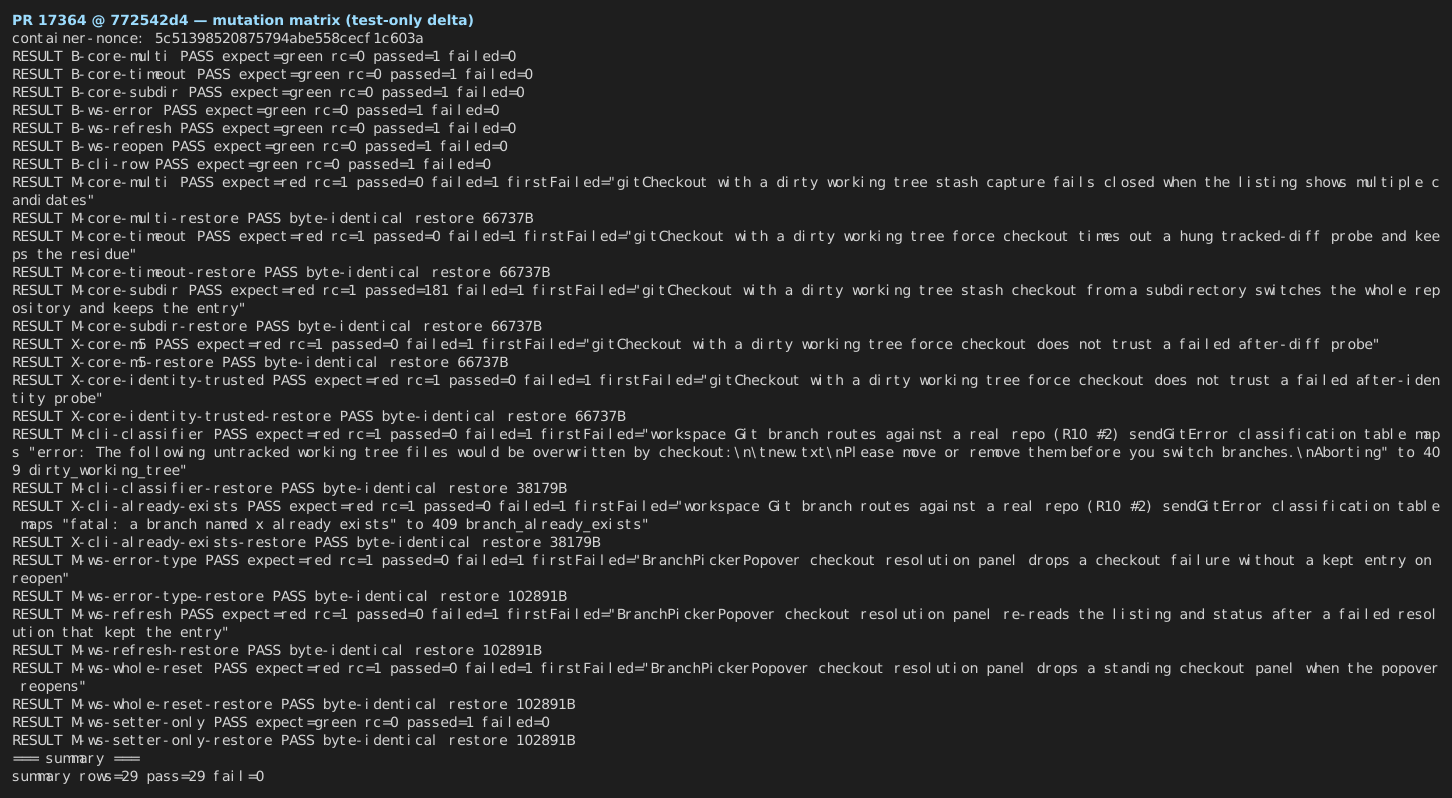 PR 17364 @ 772542d4 — mutation matrix (test-only delta)
container-nonce: 5c51398520875794abe558cecf1c603a
RESULT B-core-multi PASS expect=green rc=0 passed=1 failed=0
RESULT B-core-timeout PASS expect=green rc=0 passed=1 failed=0
RESULT B-core-subdir PASS expect=green rc=0 passed=1 failed=0
RESULT B-ws-error PASS expect=green rc=0 passed=1 failed=0
RESULT B-ws-refresh PASS expect=green rc=0 passed=1 failed=0
RESULT B-ws-reopen PASS expect=green rc=0 passed=1 failed=0
RESULT B-cli-row PASS expect=green rc=0 passed=1 failed=0
RESULT M-core-multi PASS expect=red rc=1 passed=0 failed=1 firstFailed="gitCheckout with a dirty working tree stash capture fails closed when the listing shows multiple c
andidates"
RESULT M-core-multi-restore PASS byte-identical restore 66737B
RESULT M-core-timeout PASS expect=red rc=1 passed=0 failed=1 firstFailed="gitCheckout with a dirty working tree force checkout times out a hung tracked-diff probe and kee
ps the residue"
RESULT M-core-timeout-restore PASS byte-identical restore 66737B
RESULT M-core-subdir PASS expect=red rc=1 passed=181 failed=1 firstFailed="gitCheckout with a dirty working tree stash checkout from a subdirectory switches the whole rep
ository and keeps the entry"
RESULT M-core-subdir-restore PASS byte-identical restore 66737B
RESULT X-core-m5 PASS expect=red rc=1 passed=0 failed=1 firstFailed="gitCheckout with a dirty working tree force checkout does not trust a failed after-diff probe"
RESULT X-core-m5-restore PASS byte-identical restore 66737B
RESULT X-core-identity-trusted PASS expect=red rc=1 passed=0 failed=1 firstFailed="gitCheckout with a dirty working tree force checkout does not trust a failed after-iden
tity probe"
RESULT X-core-identity-trusted-restore PASS byte-identical restore 66737B
RESULT M-cli-classifier PASS expect=red rc=1 passed=0 failed=1 firstFailed="workspace Git branch routes against a real repo (R10 #2) sendGitError classification table map
s "error: The following untracked working tree files would be overwritten by checkout:\n\tnew.txt\nPlease move or remove them before you switch branches.\nAborting" to 40
9 dirty_working_tree"
RESULT M-cli-classifier-restore PASS byte-identical restore 38179B
RESULT X-cli-already-exists PASS expect=red rc=1 passed=0 failed=1 firstFailed="workspace Git branch routes against a real repo (R10 #2) sendGitError classification table
 maps "fatal: a branch named x already exists" to 409 branch_already_exists"
RESULT X-cli-already-exists-restore PASS byte-identical restore 38179B
RESULT M-ws-error-type PASS expect=red rc=1 passed=0 failed=1 firstFailed="BranchPickerPopover checkout resolution panel drops a checkout failure without a kept entry on
reopen"
RESULT M-ws-error-type-restore PASS byte-identical restore 102891B
RESULT M-ws-refresh PASS expect=red rc=1 passed=0 failed=1 firstFailed="BranchPickerPopover checkout resolution panel re-reads the listing and status after a failed resol
ution that kept the entry"
RESULT M-ws-refresh-restore PASS byte-identical restore 102891B
RESULT M-ws-whole-reset PASS expect=red rc=1 passed=0 failed=1 firstFailed="BranchPickerPopover checkout resolution panel drops a standing checkout panel when the popover
 reopens"
RESULT M-ws-whole-reset-restore PASS byte-identical restore 102891B
RESULT M-ws-setter-only PASS expect=green rc=0 passed=1 failed=0
RESULT M-ws-setter-only-restore PASS byte-identical restore 102891B
=== summary ===
summary rows=29 pass=29 fail=0